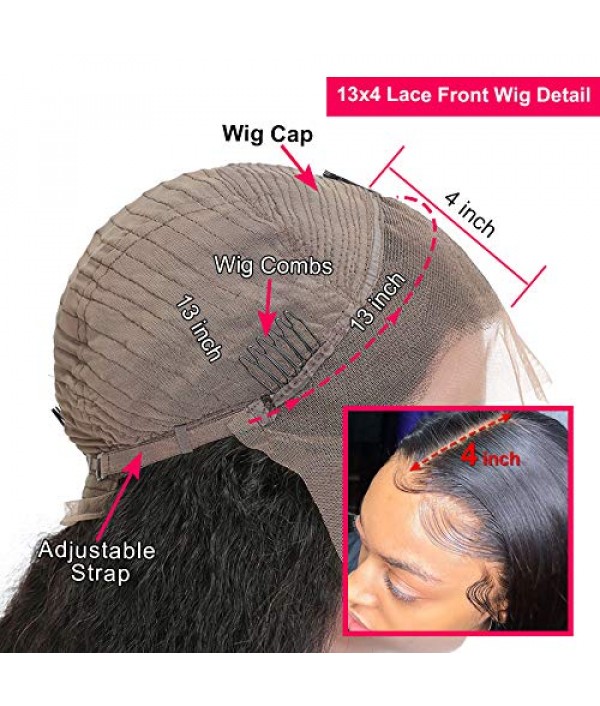 13x4 Lace Front Wig Detail
Wig Cap
4 inch
Wig Combs
13 inch
13 inch
4 inch
Adjustable
Strap